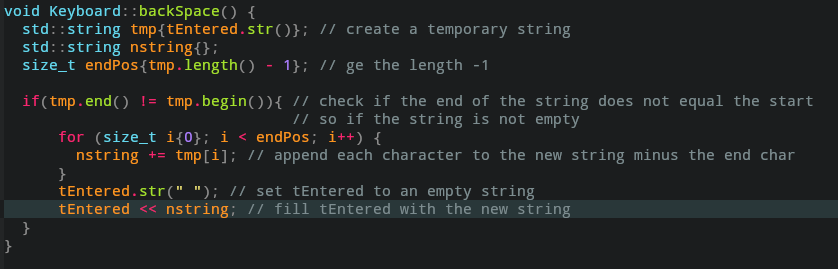 void Keyboard::backSpace() {
  std::string tmp{tEntered.str()}; // create a temporary string
  std::string nstring{};
  size_t endPos{tmp.length() - 1}; // ge the length -1

  if(tmp.end() != tmp.begin()){ // check if the end of the string does not equal the start
                                // so if the string is not empty
      for (size_t i{0}; i < endPos; i++) {
        nstring += tmp[i]; // append each character to the new string minus the end char
      }
      tEntered.str(" "); // set tEntered to an empty string
      tEntered << nstring; // fill tEntered with the new string
  }
}